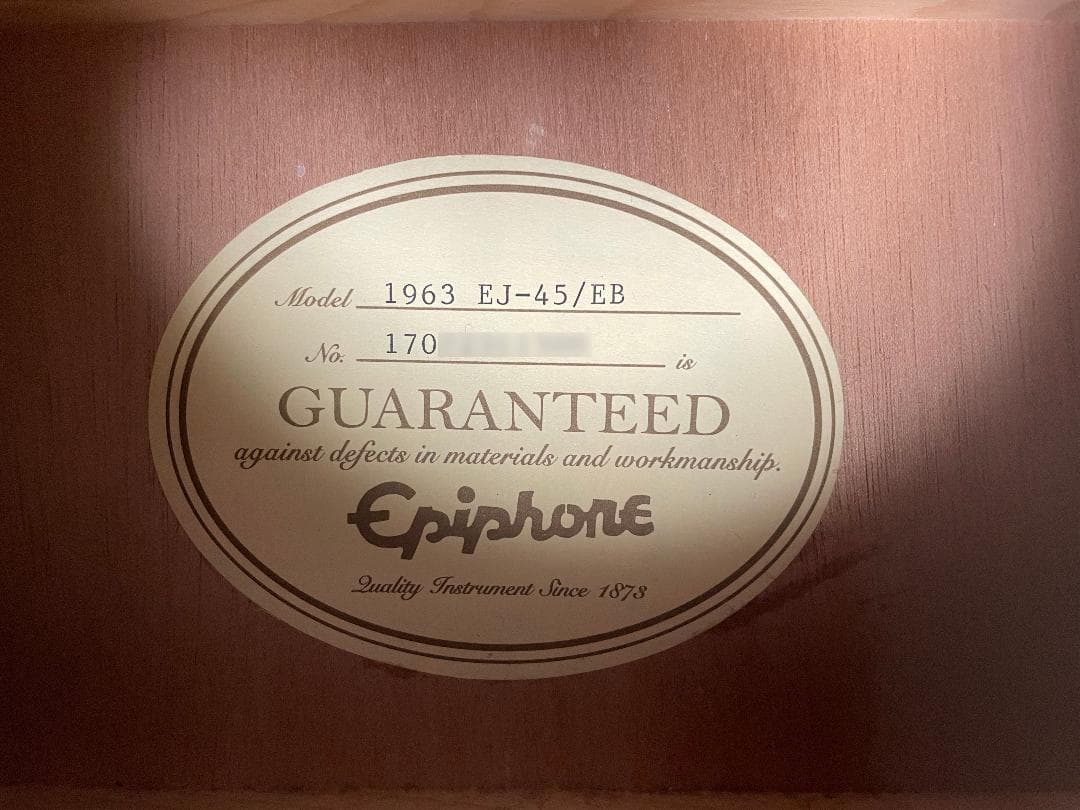 Model 1963 EJ-45/EB
No. 170 is
GUARANTEED
against defects in materials and workmanship.
Epiphone
Quality Instrument Since 1873